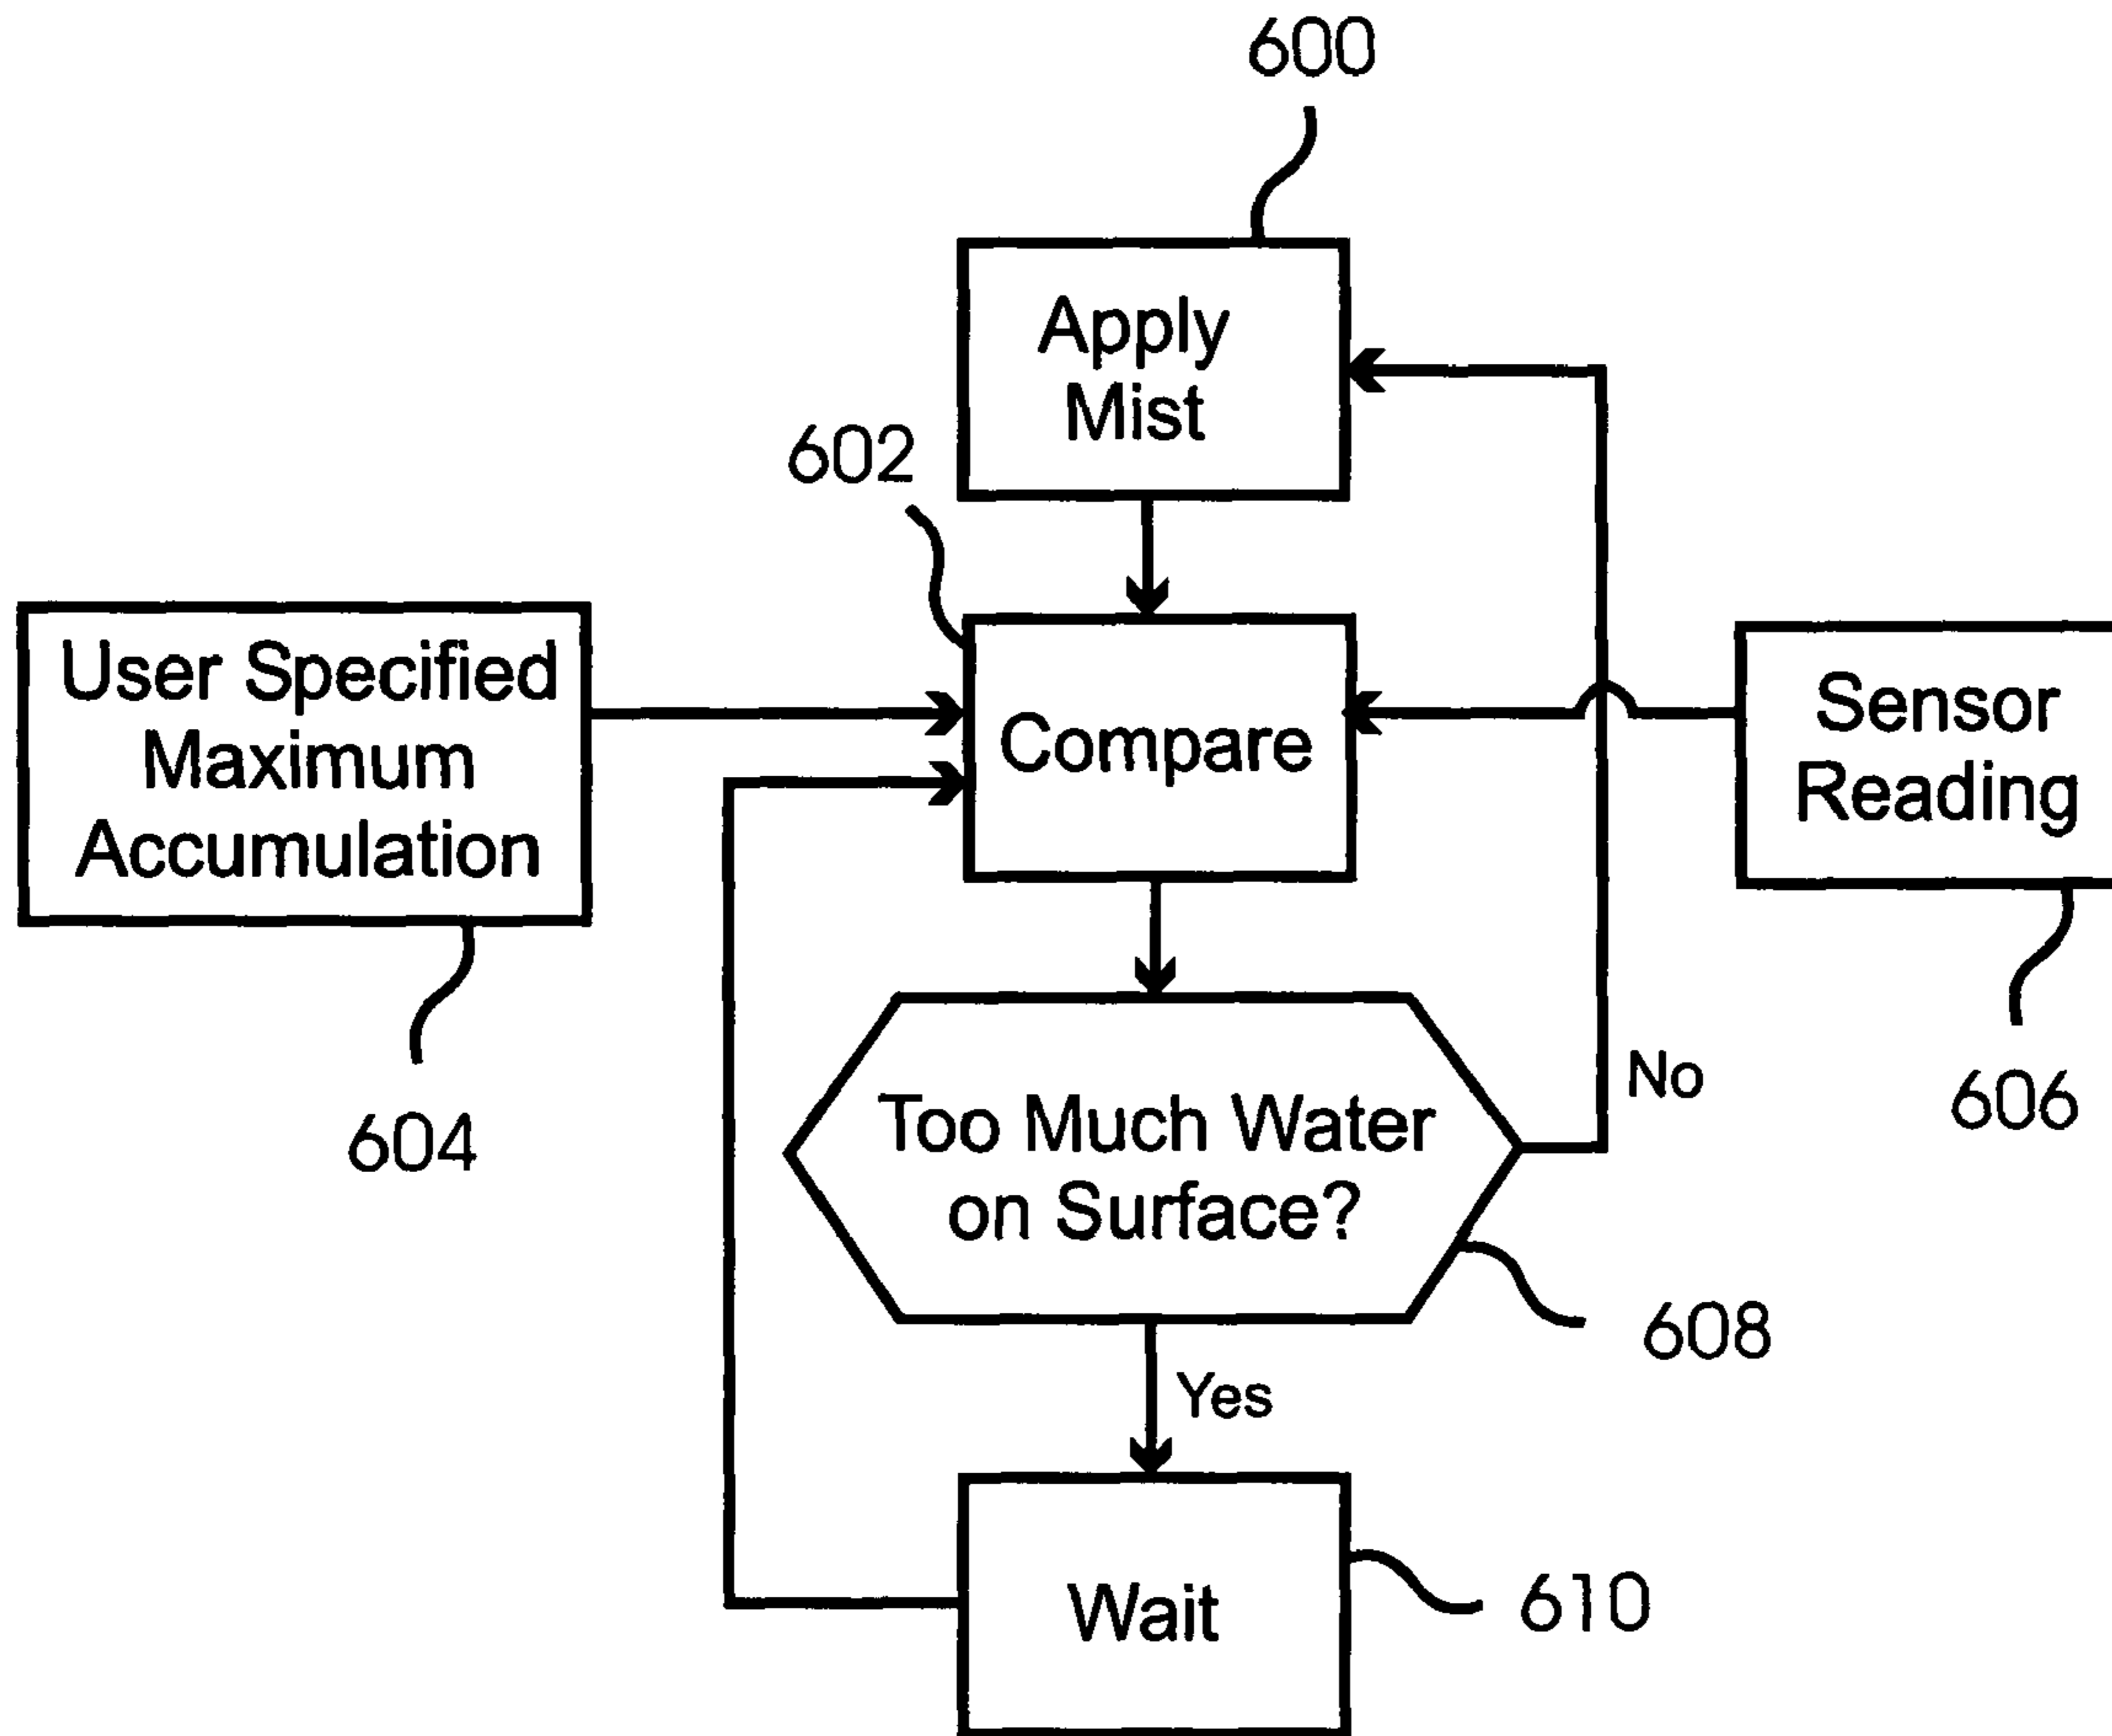 600
Apply
Mist
602
User Specified
Maximum
Accumulation
Compare
Sensor
Reading
604
606
No
Too Much Water
on Surface?
608
Yes
Wait
610